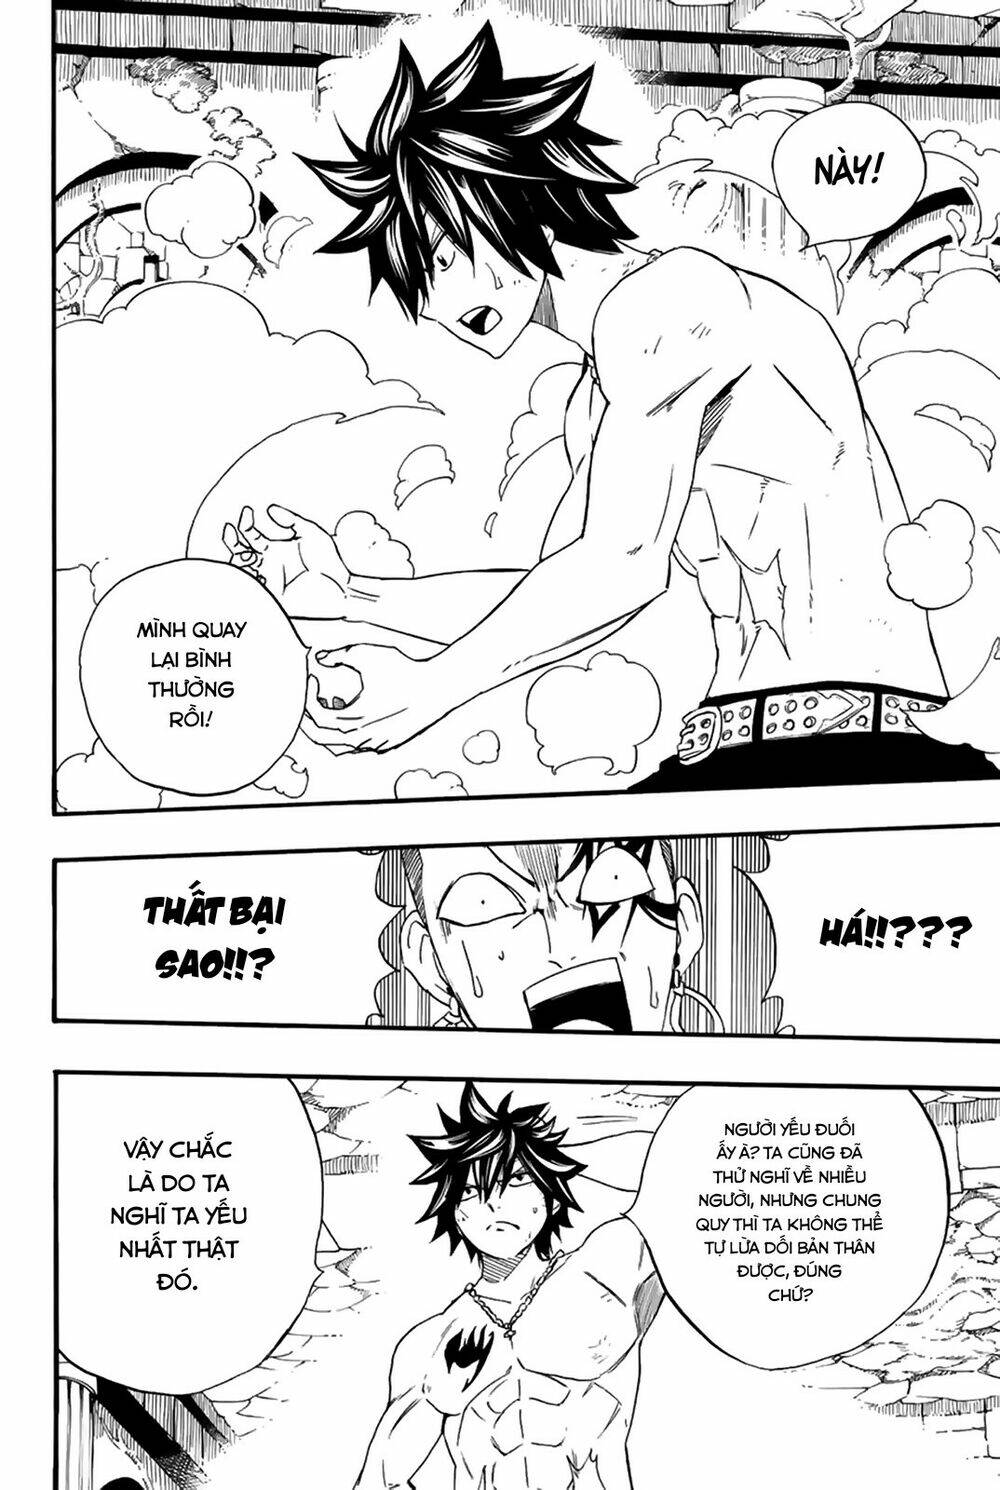 NÀY!
MÌNH QUAY
LẠI BÌNH
THƯỜNG
RỒI!
HÁ!!???
THẤT BẠI
SAO!!?
NGƯỜI YẾU ĐUỐI
ẤY À? TA CŨNG ĐÃ
THỬ NGHĨ VỀ NHIỀU
NGƯỜI, NHƯNG CHUNG
QUY THÌ TA KHÔNG THỂ
TỰ LỪA DỐI BẢN THÂN
ĐƯỢC, ĐÚNG
CHỨ?
VẬY CHẮC
LÀ DO TA
NGHĨ TA YẾU
NHẤT THẬT
ĐÓ.